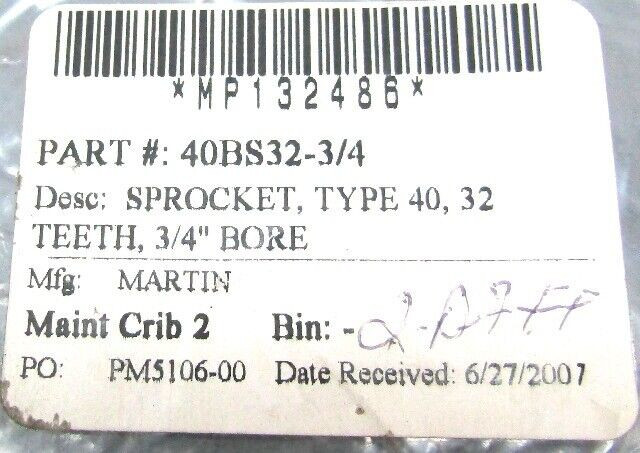 *MP132486*
PART #: 40BS32-3/4
Desc: SPROCKET, TYPE 40, 32
TEETH, 3/4" BORE
Mfg: MARTIN
Maint Crib 2 Bin: -
PO: PM5106-00 Date Received: 6/27/2007